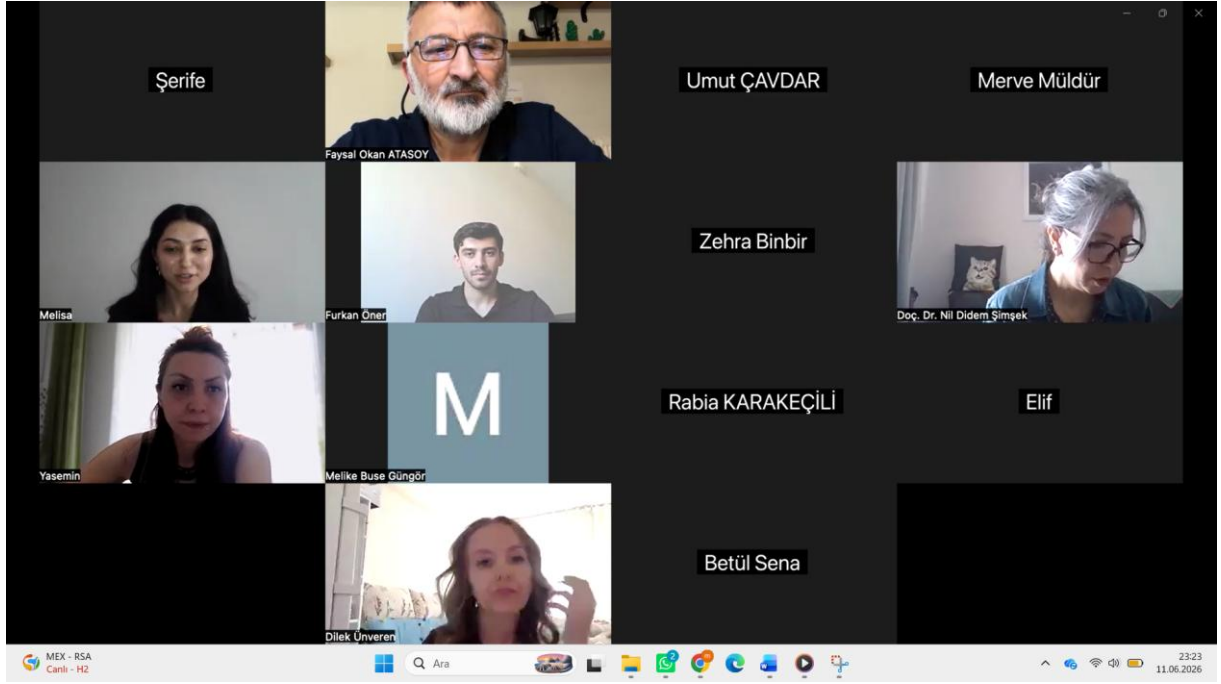 Şerife
Faysal Okan ATASOY
Umut ÇAVDAR
Merve Müldür
Melisa
Furkan Öner
Zehra Binbir
Doç. Dr. Nil Didem Şimşek
Yasemin
M
Melike Buse Güngör
Rabia KARAKEÇİLİ
Elif
Dilek Ünveren
Betül Sena
MEX - RSA
Canlı - H2
Ara
2
23:23
11.06.2026